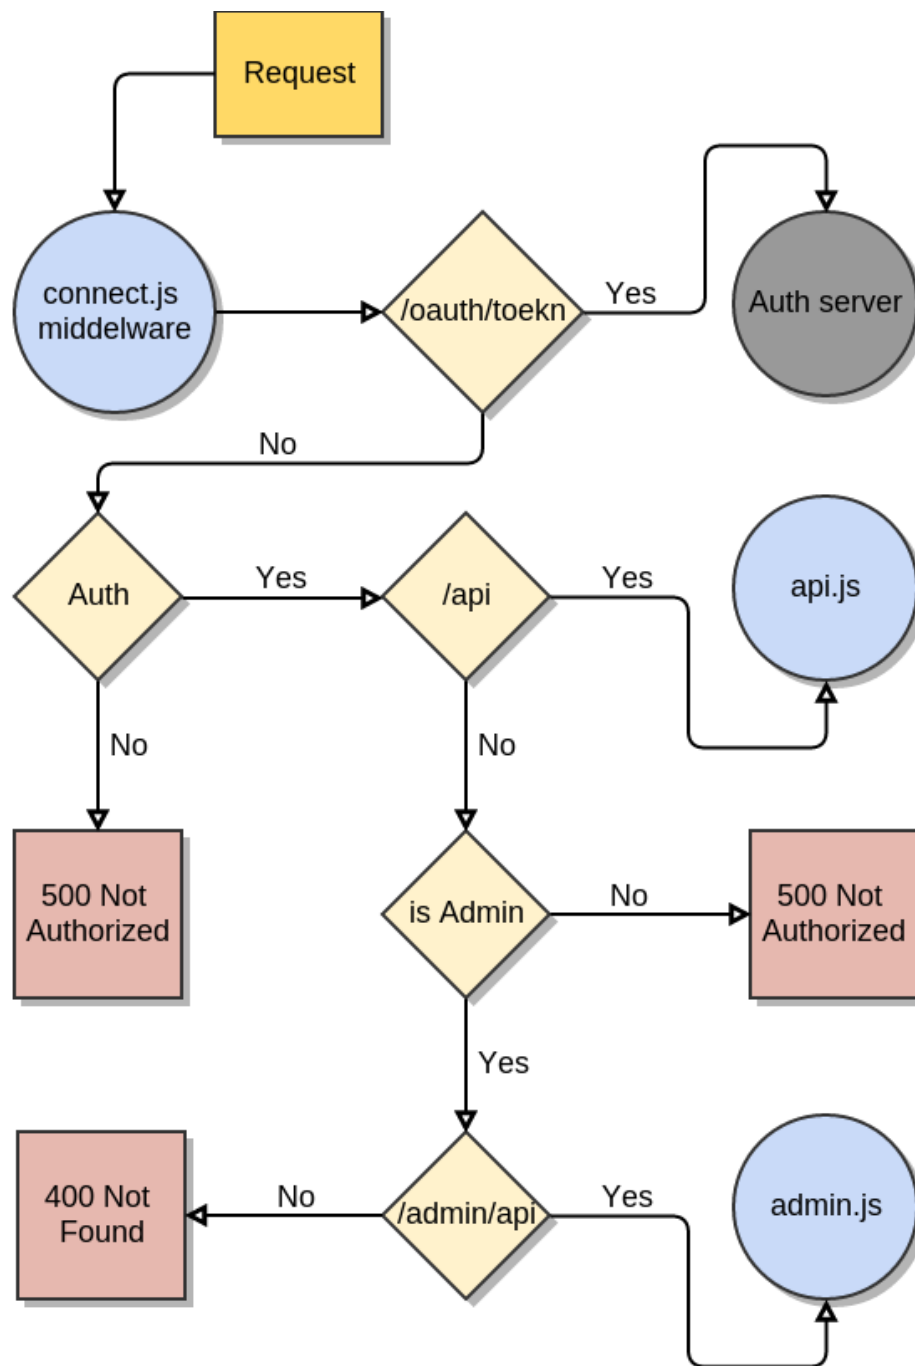 Request
connect.js
middelware
/oauth/toekn
Yes
Auth server
No
Auth
Yes
/api
Yes
api.js
No
No
500 Not
Authorized
is Admin
No
500 Not
Authorized
Yes
400 Not
Found
No
/admin/api
Yes
admin.js